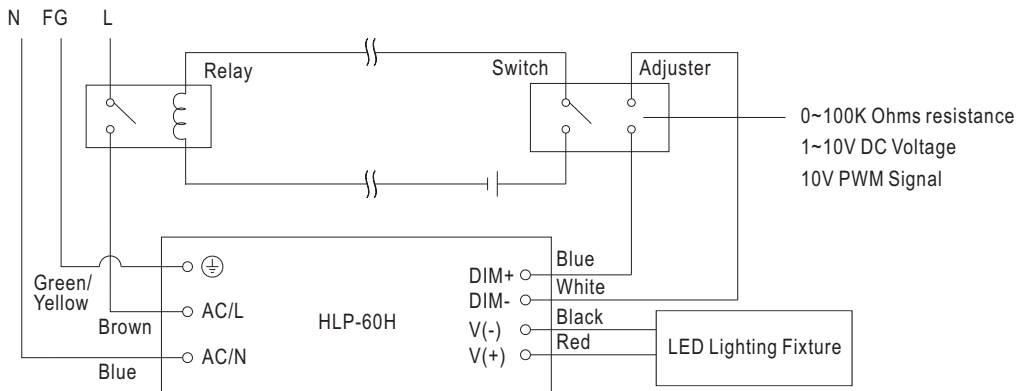 N FG L
Relay
Switch
Adjuster
0~100K Ohms resistance
1~10V DC Voltage
10V PWM Signal
Green/
Yellow
Brown
Blue
AC/L
AC/N
HLP-60H
DIM+
DIM-
V(-)
V(+)
Blue
White
Black
Red
LED Lighting Fixture